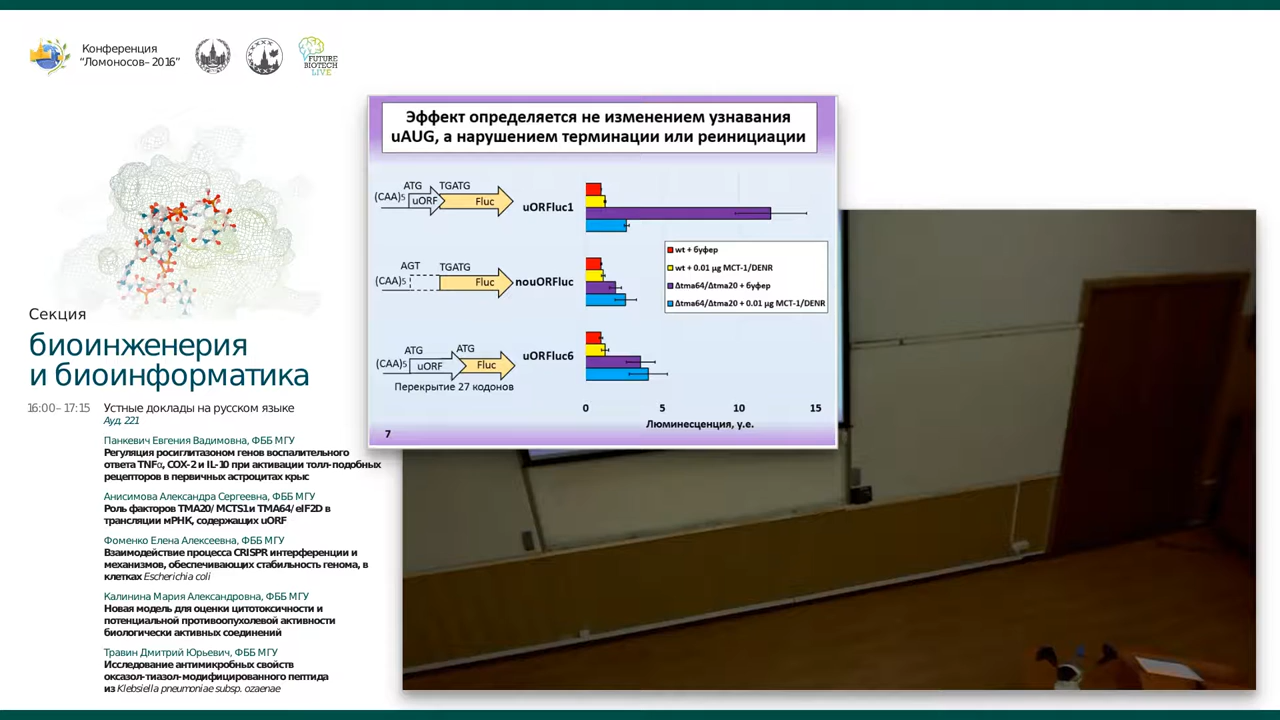 Конференция
“Ломоносов–2016”
FUTURE
BIOTECH
LIVE
Эффект определяется не изменением узнавания
uAUG, а нарушением терминации или реинициации
ATG TGTATG
(CAA)5 uORF Fluc
uORFluc1
AGT TGATG
(CAA)5 Fluc
nouORFluc
ATG ATG
(CAA)5 uORF Fluc
uORFluc6
Перекрытие 27 кодонов
wt + буфер
wt + 0.01 µg MCT-1/DENR
Δtma64/Δtma20 + буфер
Δtma64/Δtma20 + 0.01 µg MCT-1/DENR
0 5 10 15
Люминесценция, у.е.
7
Секция
биоинженерия
и биоинформатика
16:00–17:15 Устные доклады на русском языке
Ауд. 221
Панкевич Евгения Вадимовна, ФББ МГУ
Регуляция росиглитазоном генов воспалительного
ответа TNFα, COX-2 и IL-10 при активации толл-подобных
рецепторов в первичных астроцитах крыс
Анисимова Александра Сергеевна, ФББ МГУ
Роль факторов TMA20/MCTS1 и TMA64/eIF2D в
трансляции мРНК, содержащих uORF
Фоменко Елена Алексеевна, ФББ МГУ
Взаимодействие процесса CRISPR интерференции и
механизмов, обеспечивающих стабильность генома, в
клетках Escherichia coli
Калинина Мария Александровна, ФББ МГУ
Новая модель для оценки цитотоксичности и
потенциальной противоопухолевой активности
биологически активных соединений
Травин Дмитрий Юрьевич, ФББ МГУ
Исследование антимикробных свойств
оксазол-тиазол-модифицированного пептида
из Klebsiella pneumoniae subsp. ozaenae